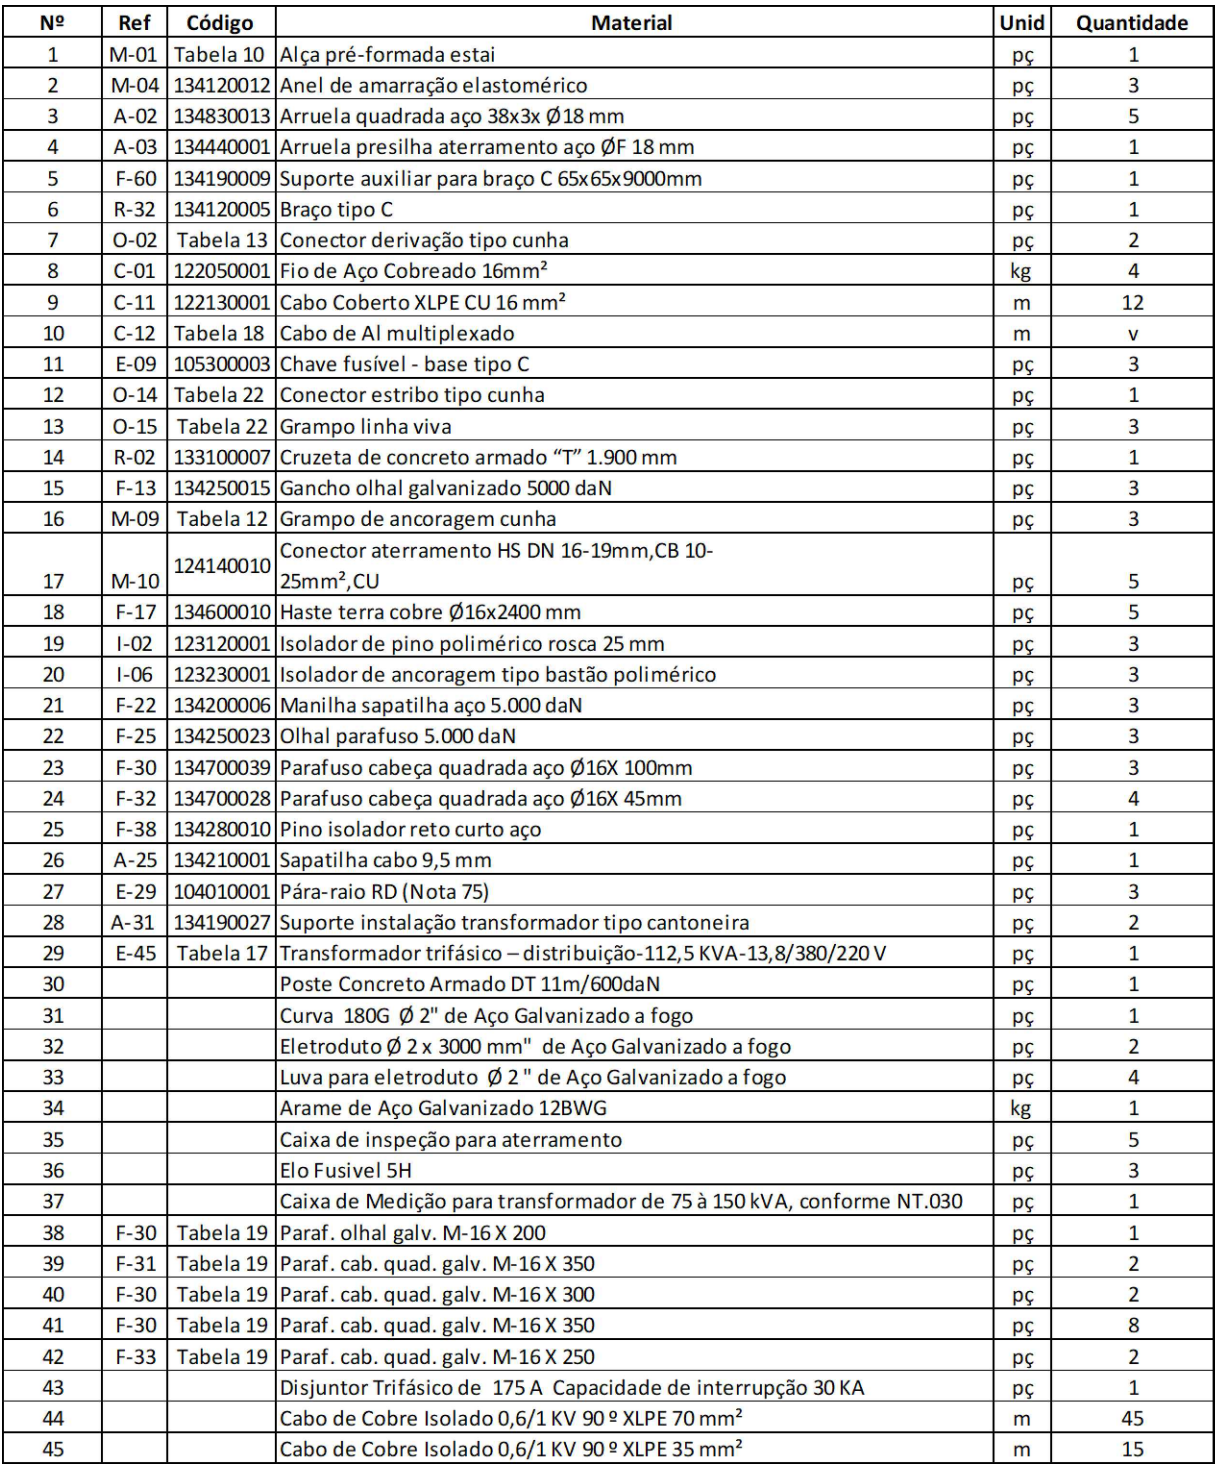 Nº Ref Código Material Unid Quantidade
1 M-01 Tabela 10 Alça pré-formada estai pç 1
2 M-04 134120012 Anel de amarração elastomérico pç 3
3 A-02 134830013 Arruela quadrada aço 38x3x Ø18 mm pç 5
4 A-03 134440001 Arruela presilha aterramento aço ØF 18 mm pç 1
5 F-60 134190009 Suporte auxiliar para braço C 65x65x9000mm pç 1
6 R-32 134120005 Braço tipo C pç 1
7 O-02 Tabela 13 Conector derivação tipo cunha pç 2
8 C-01 122050001 Fio de Aço Cobreado 16mm² kg 4
9 C-11 122130001 Cabo Coberto XLPE CU 16 mm² m 12
10 C-12 Tabela 18 Cabo de Al multiplexado m v
11 E-09 105300003 Chave fusível - base tipo C pç 3
12 O-14 Tabela 22 Conector estribo tipo cunha pç 1
13 O-15 Tabela 22 Grampo linha viva pç 3
14 R-02 133100007 Cruzeta de concreto armado “T” 1.900 mm pç 1
15 F-13 134250015 Gancho olhal galvanizado 5000 daN pç 3
16 M-09 Tabela 12 Grampo de ancoragem cunha pç 3
17 M-10 124140010 Conector aterramento HS DN 16-19mm,CB 10-
25mm²,CU pç 5
18 F-17 134600010 Haste terra cobre Ø16x2400 mm pç 5
19 I-02 123120001 Isolador de pino polimérico rosca 25 mm pç 3
20 I-06 123230001 Isolador de ancoragem tipo bastão polimérico pç 3
21 F-22 134200006 Manilha sapatilha aço 5.000 daN pç 3
22 F-25 134250023 Olhal parafuso 5.000 daN pç 3
23 F-30 134700039 Parafuso cabeça quadrada aço Ø16X 100mm pç 3
24 F-32 134700028 Parafuso cabeça quadrada aço Ø16X 45mm pç 4
25 F-38 134280010 Pino isolador reto curto aço pç 1
26 A-25 134210001 Sapatilha cabo 9,5 mm pç 1
27 E-29 104010001 Pára-raio RD (Nota 75) pç 3
28 A-31 134190027 Suporte instalação transformador tipo cantoneira pç 2
29 E-45 Tabela 17 Transformador trifásico – distribuição-112,5 KVA-13,8/380/220 V pç 1
30 Poste Concreto Armado DT 11m/600daN pç 1
31 Curva 180G Ø 2" de Aço Galvanizado a fogo pç 1
32 Eletroduto Ø 2 x 3000 mm" de Aço Galvanizado a fogo pç 2
33 Luva para eletroduto Ø 2 " de Aço Galvanizado a fogo pç 4
34 Arame de Aço Galvanizado 12BWG kg 1
35 Caixa de inspeção para aterramento pç 5
36 Elo Fusivel 5H pç 3
37 Caixa de Medição para transformador de 75 à 150 kVA, conforme NT.030 pç 1
38 F-30 Tabela 19 Paraf. olhal galv. M-16 X 200 pç 1
39 F-31 Tabela 19 Paraf. cab. quad. galv. M-16 X 350 pç 2
40 F-30 Tabela 19 Paraf. cab. quad. galv. M-16 X 300 pç 2
41 F-30 Tabela 19 Paraf. cab. quad. galv. M-16 X 350 pç 8
42 F-33 Tabela 19 Paraf. cab. quad. galv. M-16 X 250 pç 2
43 Disjuntor Trifásico de 175 A Capacidade de interrupção 30 KA pç 1
44 Cabo de Cobre Isolado 0,6/1 KV 90 º XLPE 70 mm² m 45
45 Cabo de Cobre Isolado 0,6/1 KV 90 º XLPE 35 mm² m 15